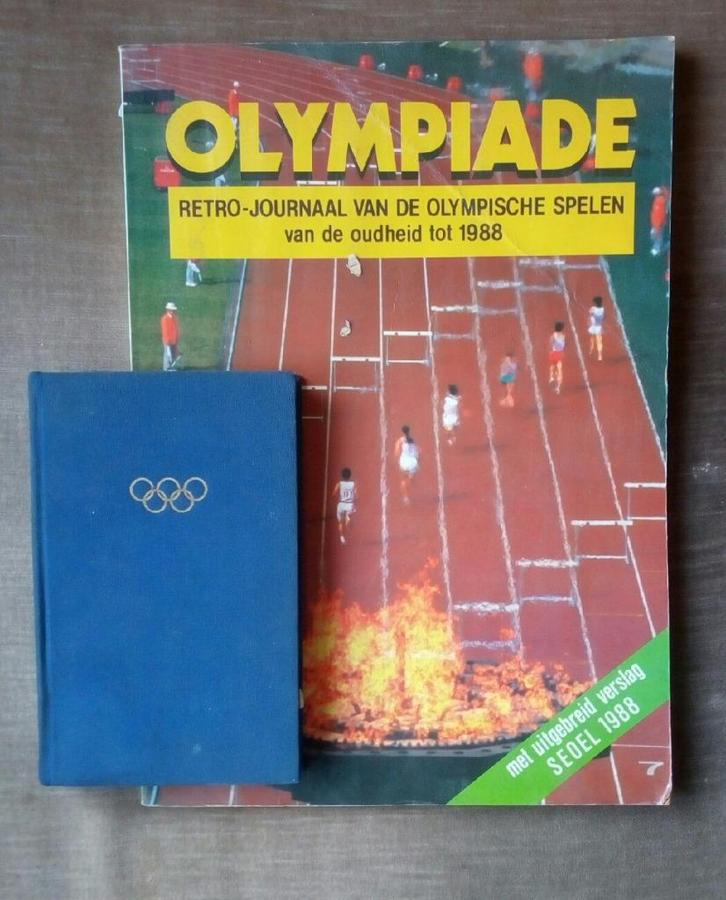 OLYMPIADE
RETRO-JOURNAAL VAN DE OLYMPISCHE SPELEN
van de oudheid tot 1988
met uitgebreid verslag
SEOEL 1988